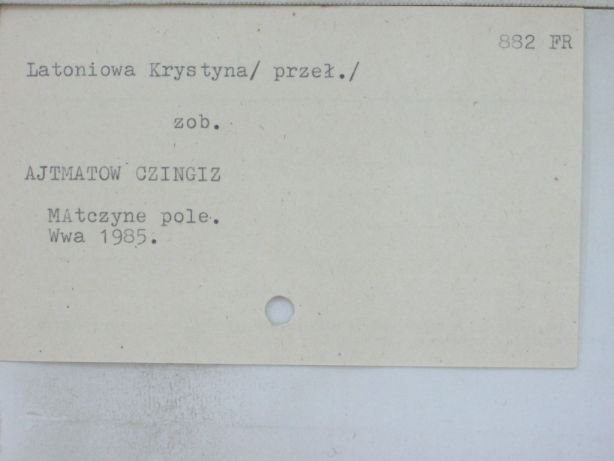 882 FR
Latoniowa Krystyna/ przeł./
zob.
AJTMATOW CZINGIZ
MAtczyne pole.
Wwa 1985.